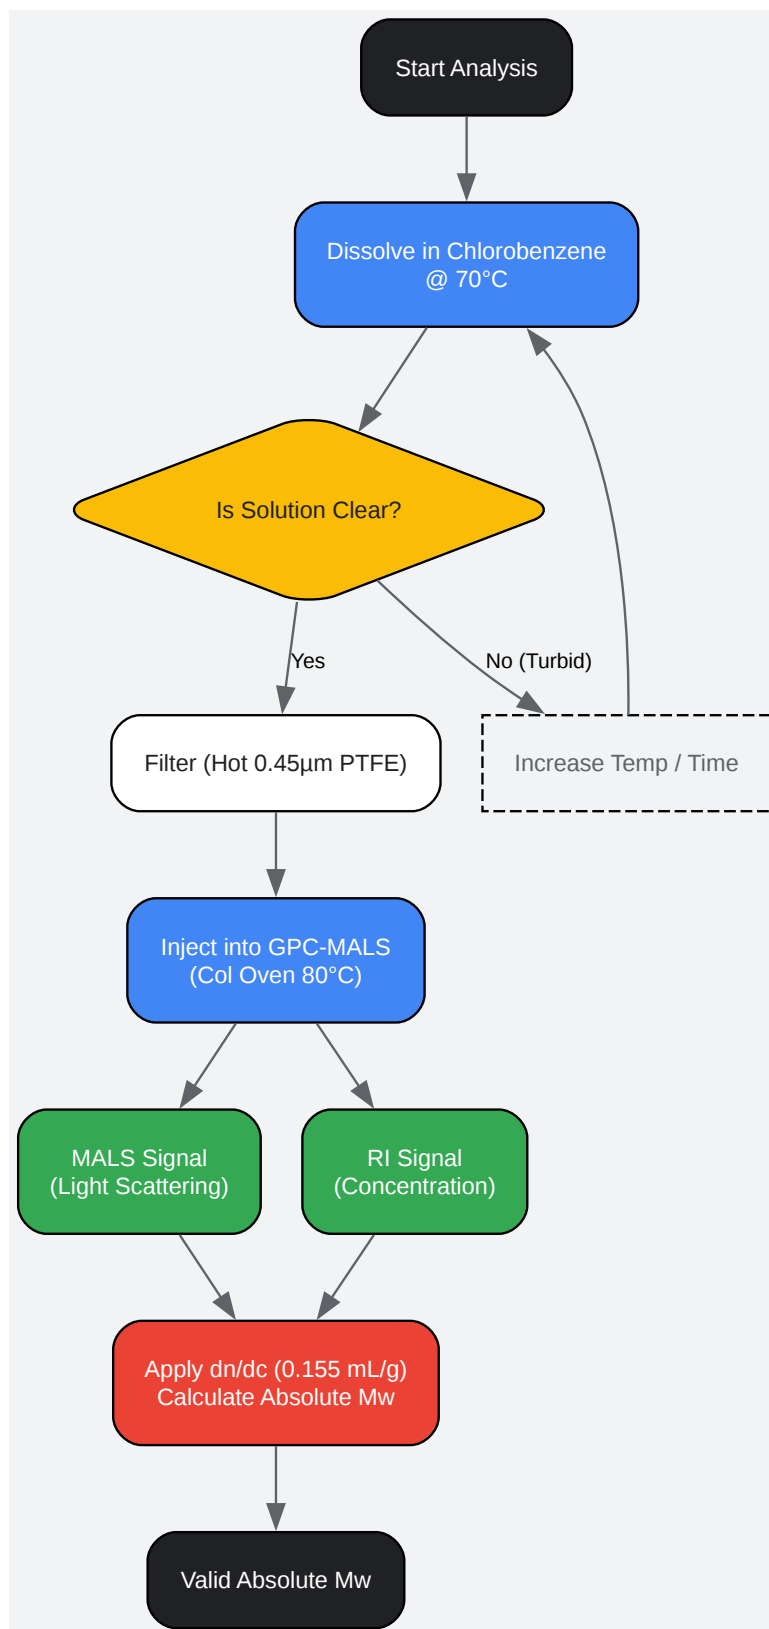 Start Analysis
Dissolve in Chlorobenzene
@ 70°C
Is Solution Clear?
Yes
No (Turbid)
Filter (Hot 0.45µm PTFE)
Increase Temp / Time
Inject into GPC-MALS
(Col Oven 80°C)
MALS Signal
(Light Scattering)
RI Signal
(Concentration)
Apply dn/dc (0.155 mL/g)
Calculate Absolute Mw
Valid Absolute Mw